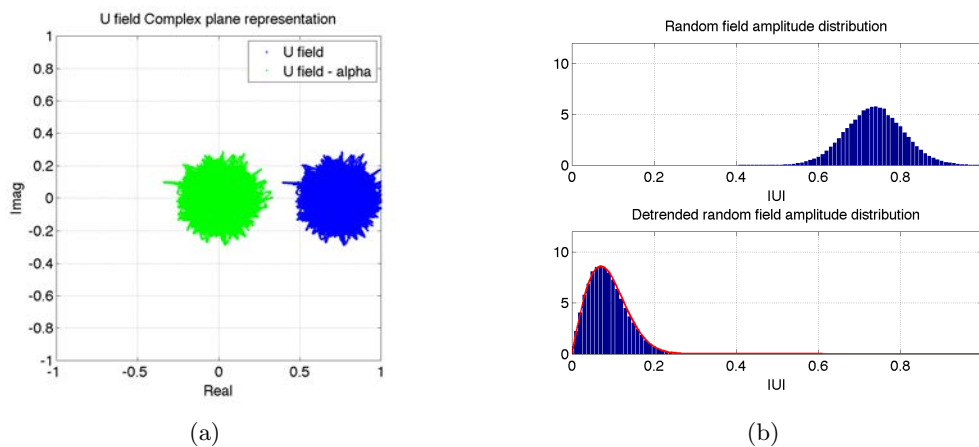 U field Complex plane representation
1
0.8
0.6
0.4
0.2
0
-0.2
-0.4
-0.6
-0.8
-1
Imag
U field
U field - alpha
-1
-0.5
0
0.5
1
Real
(a)
Random field amplitude distribution
10
5
0
0
0.2
0.4
0.6
0.8
IUI
Detrended random field amplitude distribution
10
5
0
0
0.2
0.4
0.6
0.8
IUI
(b)